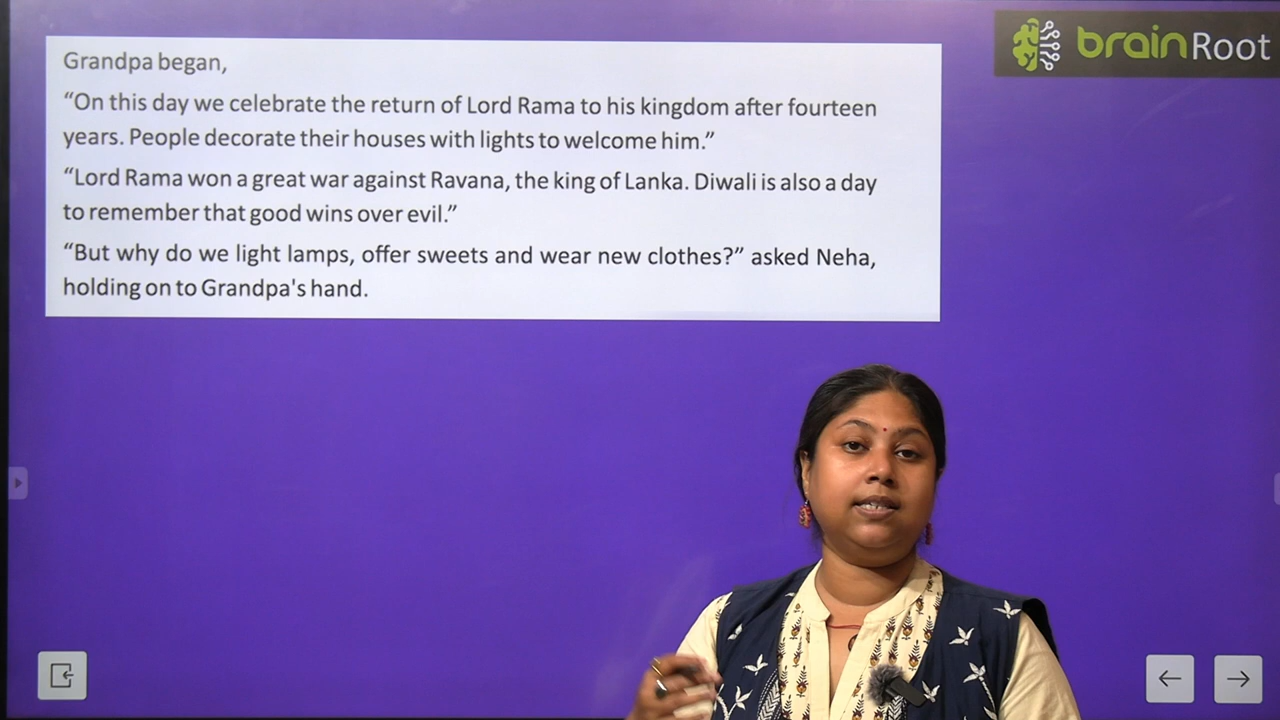 brainRoot
Grandpa began,
“On this day we celebrate the return of Lord Rama to his kingdom after fourteen
years. People decorate their houses with lights to welcome him.”
“Lord Rama won a great war against Ravana, the king of Lanka. Diwali is also a day
to remember that good wins over evil.”
“But why do we light lamps, offer sweets and wear new clothes?” asked Neha,
holding on to Grandpa's hand.